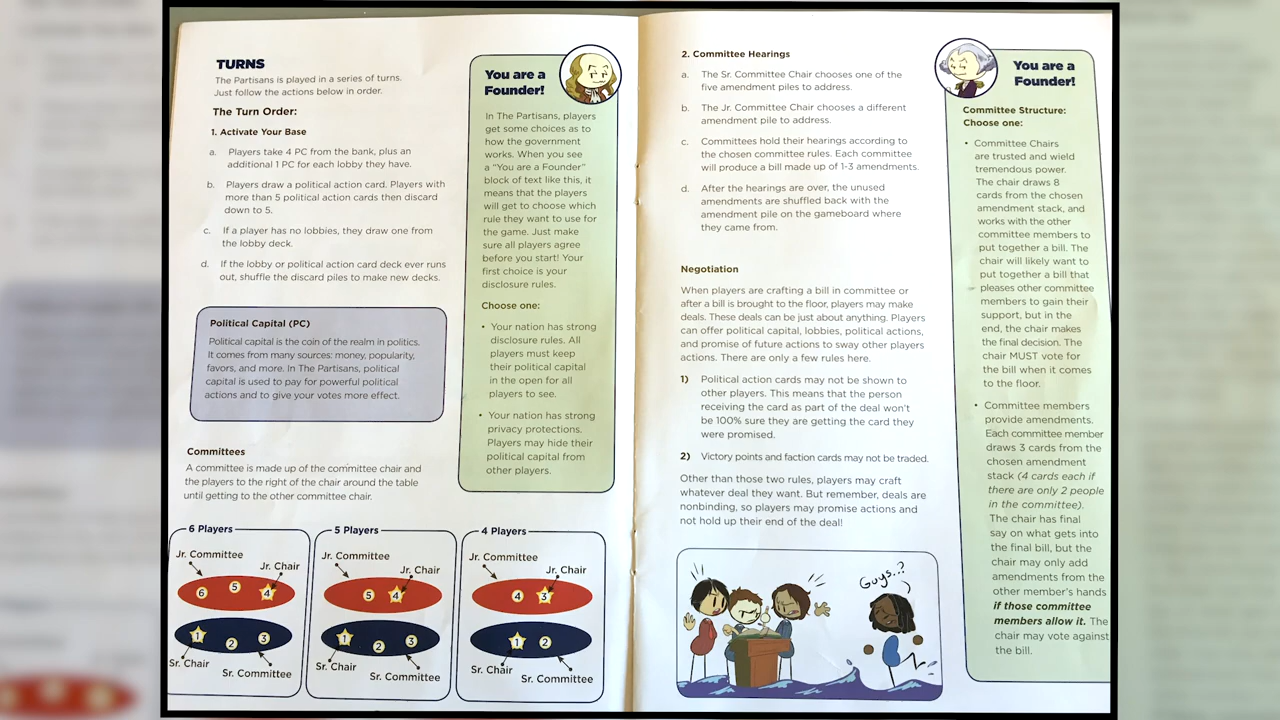 TURNS
The Partisans is played in a series of turns.
Just follow the actions below in order.
The Turn Order:
1. Activate Your Base
a. Players take 4 PC from the bank, plus an
additional 1 PC for each lobby they have.
b. Players draw a political action card. Players with
more than 5 political action cards then discard
down to 5.
c. If a player has no lobbies, they draw one from
the lobby deck.
d. If the lobby or political action card deck ever runs
out, shuffle the discard piles to make new decks.
Political Capital (PC)
Political capital is the coin of the realm in politics.
It comes from many sources: money, popularity,
favors, and more. In The Partisans, political
capital is used to pay for powerful political
actions and to give your votes more effect.
Committees
A committee is made up of the committee chair and
the players to the right of the chair around the table
until getting to the other committee chair.
6 Players
Jr. Committee
Jr. Chair
6 5 4
1 2 3
Sr. Chair
Sr. Committee
5 Players
Jr. Committee
Jr. Chair
5 4
1 2 3
Sr. Chair
Sr. Committee
4 Players
Jr. Committee
Jr. Chair
4 3
1 2
Sr. Chair
Sr. Committee
You are a
Founder!
In The Partisans, players
get some choices as to
how the government
works. When you see
a "You are a Founder"
block of text like this, it
means that the players
will get to choose which
rule they want to use for
the game. Just make
sure all players agree
before you start! Your
first choice is your
disclosure rules.
Choose one:
• Your nation has strong
disclosure rules. All
players must keep
their political capital
in the open for all
players to see.
• Your nation has strong
privacy protections.
Players may hide their
political capital from
other players.
2. Committee Hearings
a. The Sr. Committee Chair chooses one of the
five amendment piles to address.
b. The Jr. Committee Chair chooses a different
amendment pile to address.
c. Committees hold their hearings according to
the chosen committee rules. Each committee
will produce a bill made up of 1-3 amendments.
d. After the hearings are over, the unused
amendments are shuffled back with the
amendment pile on the gameboard where
they came from.
Negotiation
When players are crafting a bill in committee or
after a bill is brought to the floor, players may make
deals. These deals can be just about anything. Players
can offer political capital, lobbies, political actions,
and promise of future actions to sway other players
actions. There are only a few rules here.
1) Political action cards may not be shown to
other players. This means that the person
receiving the card as part of the deal won't
be 100% sure they are getting the card they
were promised.
2) Victory points and faction cards may not be traded.
Other than those two rules, players may craft
whatever deal they want. But remember, deals are
nonbinding, so players may promise actions and
not hold up their end of the deal!
Guys..?
You are a
Founder!
Committee Structure:
Choose one:
• Committee Chairs
are trusted and wield
tremendous power.
The chair draws 8
cards from the chosen
amendment stack, and
works with the other
committee members to
put together a bill. The
chair will likely want to
put together a bill that
pleases other committee
members to gain their
support, but in the
end, the chair makes
the final decision. The
chair MUST vote for
the bill when it comes
to the floor.
• Committee members
provide amendments.
Each committee member
draws 3 cards from the
chosen amendment
stack (4 cards each if
there are only 2 people
in the committee).
The chair has final
say on what gets into
the final bill, but the
chair may only add
amendments from the
other member's hands
if those committee
members allow it. The
chair may vote against
the bill.